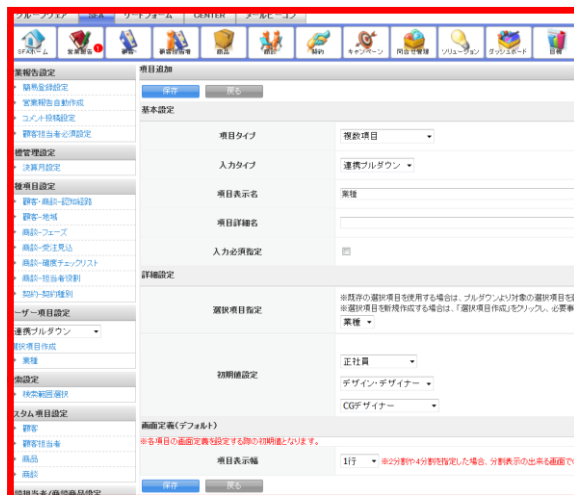 グループウェア SFA リードフォーム CENTER メールビーコン
SFAホーム 営業報告 顧客 顧客担当者 商品 商談 契約 キャンペーン 問合せ管理 ソリューション ダッシュボード 目標
業報告設定
簡易登録設定
営業報告自動作成
コメント投稿設定
顧客担当者必須設定
標管理設定
決算月設定
種項目設定
顧客・商談-認知経路
顧客-地域
商談-フェーズ
商談-受注見込
商談-確度チェックリスト
商談-担当者役割
契約-契約種別
ーザー項目設定
連携プルダウン
選択項目作成
業種
索設定
検索範囲選択
スタム項目設定
顧客
顧客担当者
商品
商談
項目追加
保存 戻る
基本設定
項目タイプ 複数項目
入力タイプ 連携プルダウン
項目表示名 業種
項目詳細名
入力必須指定
詳細設定
選択項目指定
※既存の選択項目を使用する場合は、プルダウンより対象の選択項目を
※選択項目を新規作成する場合は、「選択項目作成」をクリックし、必要事
業種
初期値設定
正社員
デザイン・デザイナー
CGデザイナー
画面定義(デフォルト)
※各項目の画面定義を設定する際の初期値となります。
項目表示幅 1行 ※2分割や4分割を指定した場合、分割表示の出来る画面で
保存 戻る